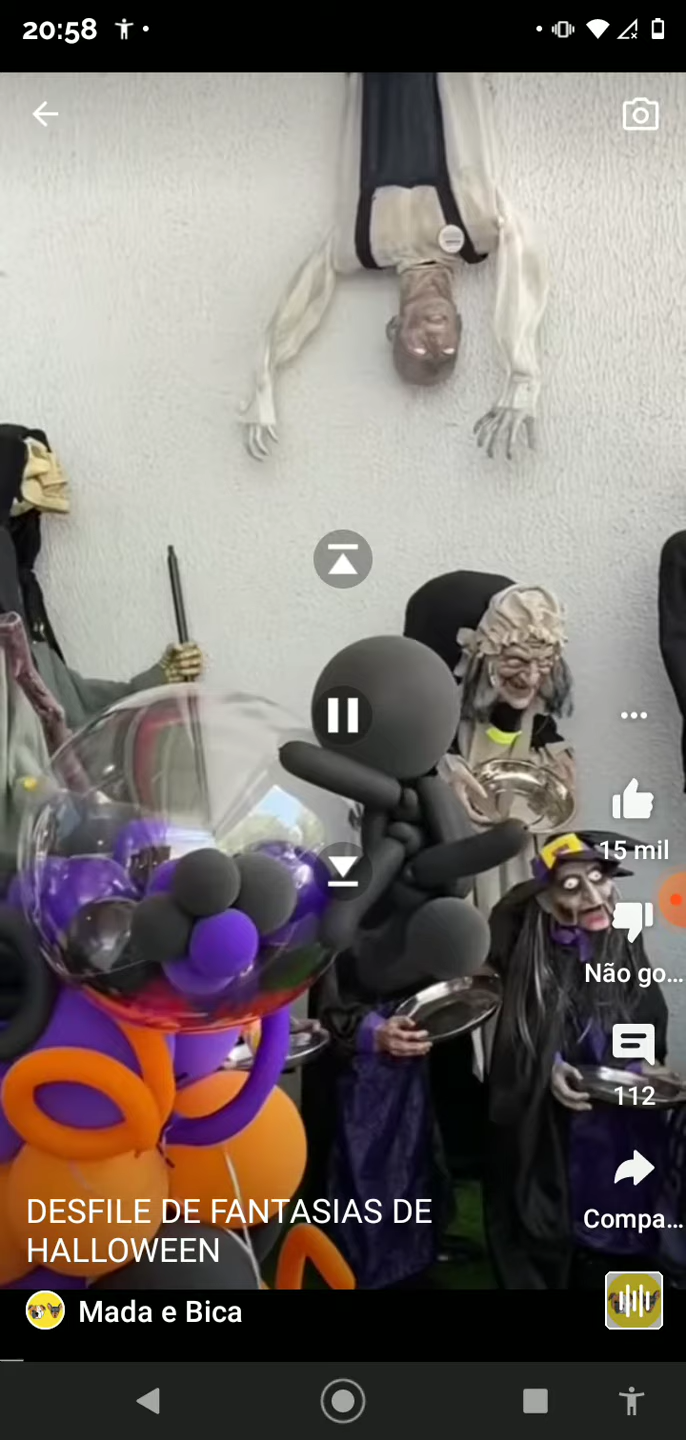 20:58
15 mil
Não go...
112
Compa...
DESFILE DE FANTASIAS DE
HALLOWEEN
Mada e Bica